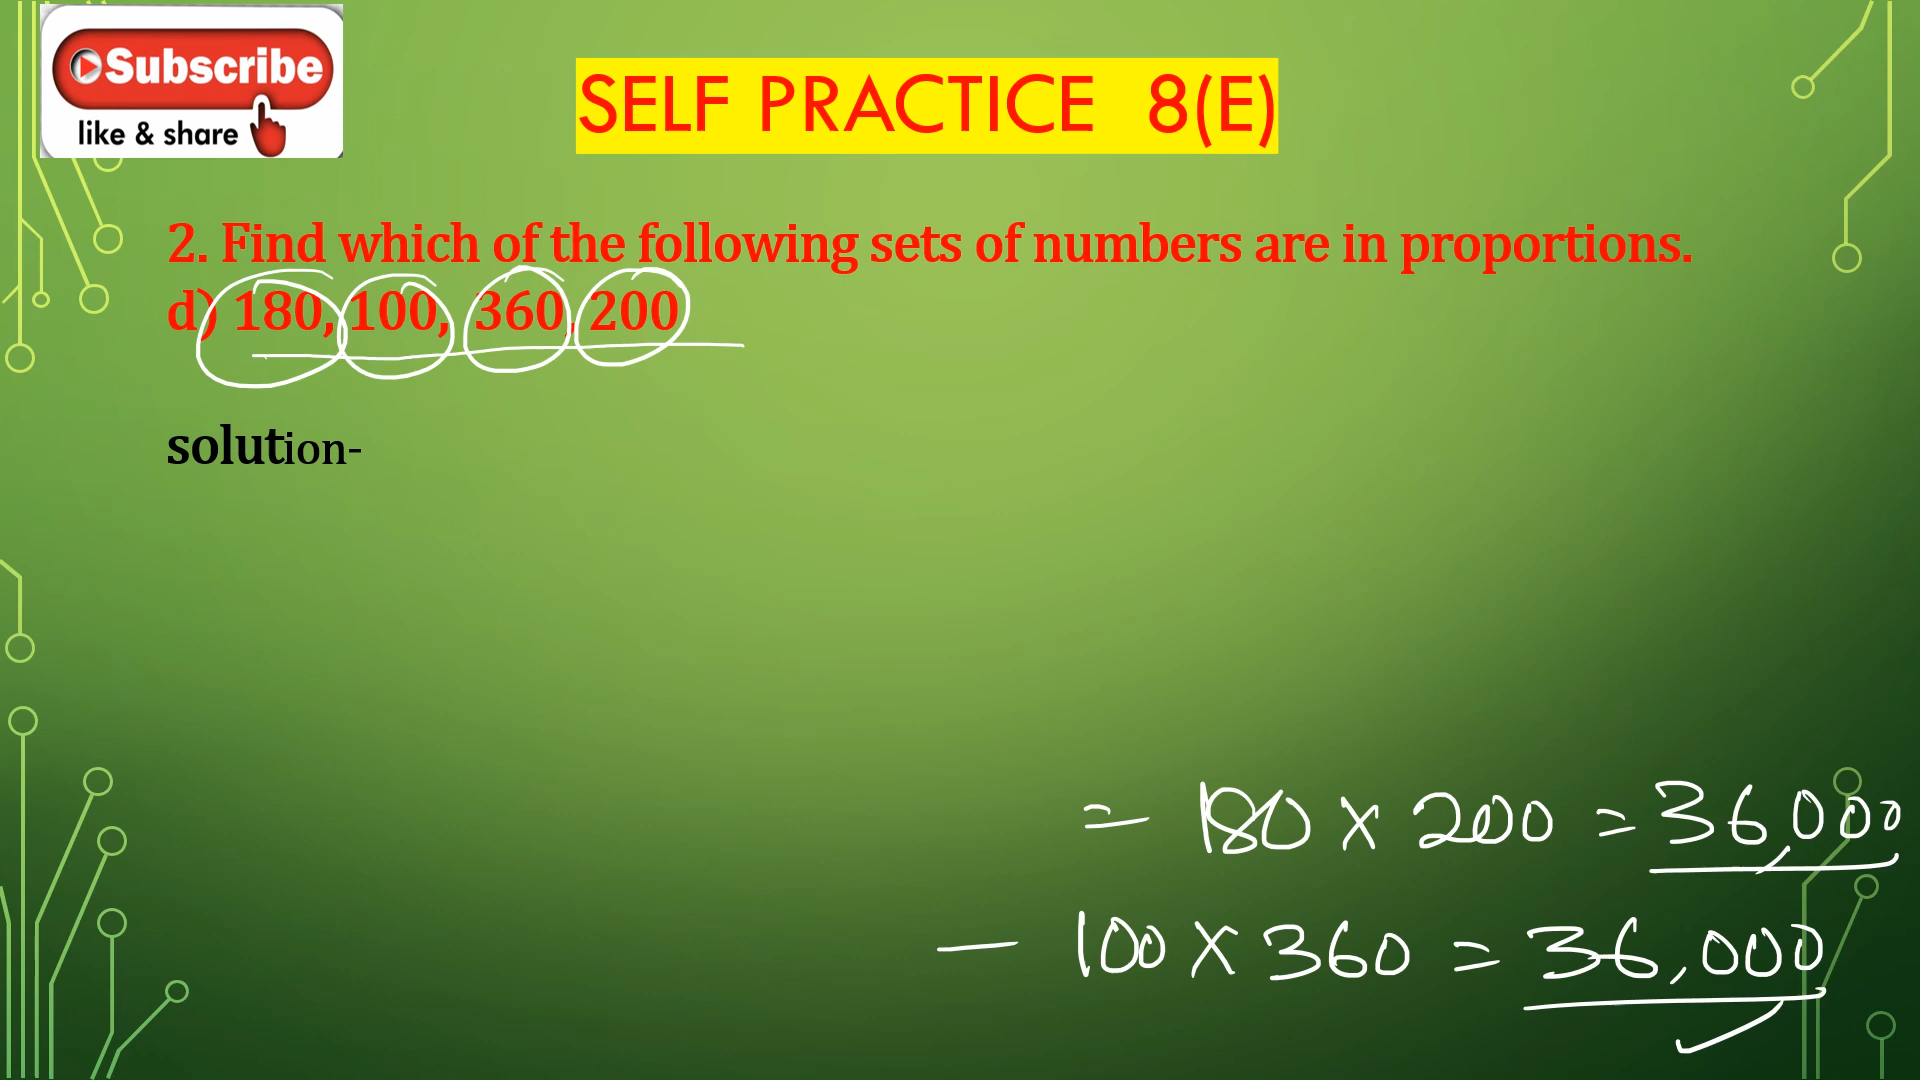 Subscribe
like & share
SELF PRACTICE 8(E)
2. Find which of the following sets of numbers are in proportions.
d) 180, 100, 360, 200
solution-
= 180 × 200 = 36,000
— 100 × 360 = 36,000